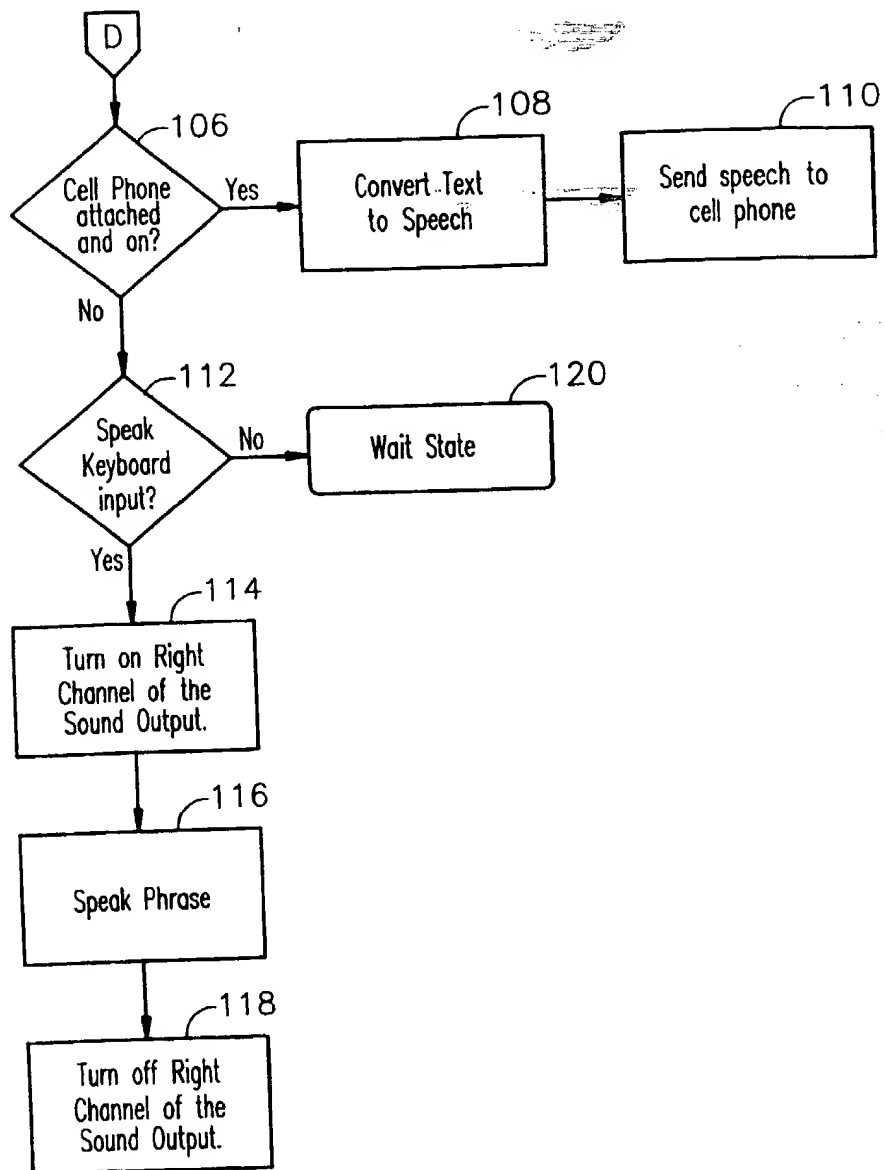 D
106
108
110
Cell Phone
attached
and on?
Yes
Convert Text
to Speech
Send speech to
cell phone
No
112
120
Speak
Keyboard
input?
No
Wait State
Yes
114
Turn on Right
Channel of the
Sound Output.
116
Speak Phrase
118
Turn off Right
Channel of the
Sound Output.